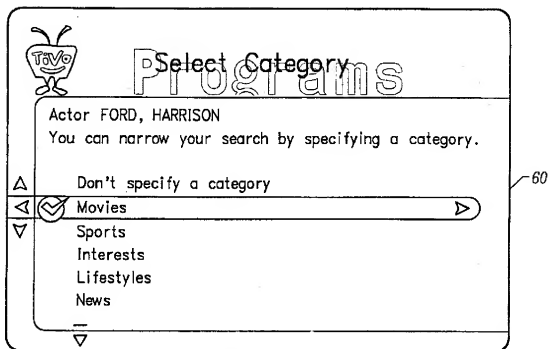 TiVo
Programs
Select Category
Actor FORD, HARRISON
You can narrow your search by specifying a category.
Don't specify a category
Movies
Sports
Interests
Lifestyles
News
60